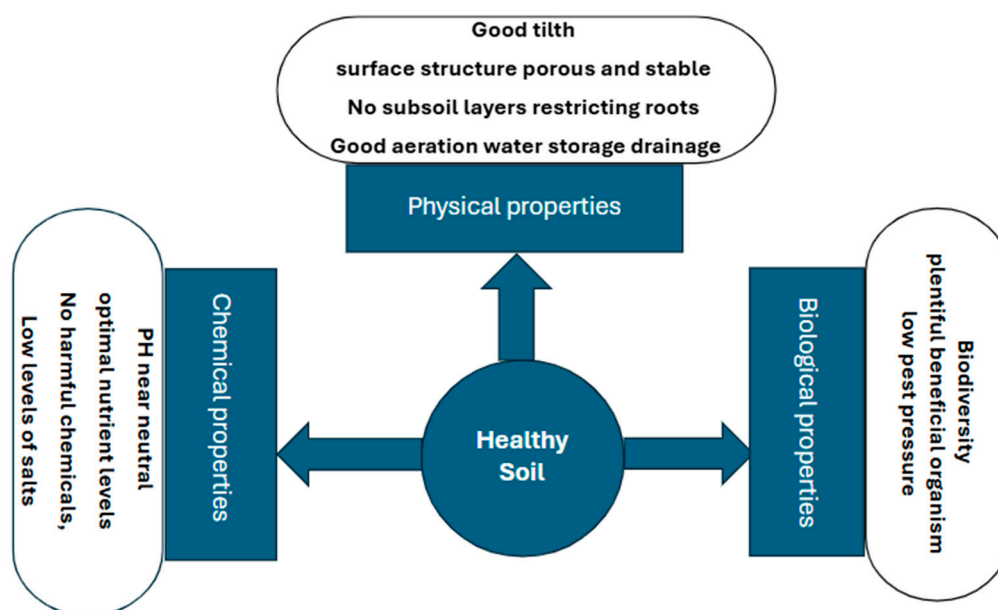 Good tilth
surface structure porous and stable
No subsoil layers restricting roots
Good aeration water storage drainage
Physical properties
PH near neutral
optimal nutrient levels
No harmful chemicals,
Low levels of salts
Chemical properties
Healthy
Soil
Biological properties
Biodiversity
plentiful beneficial organism
low pest pressure